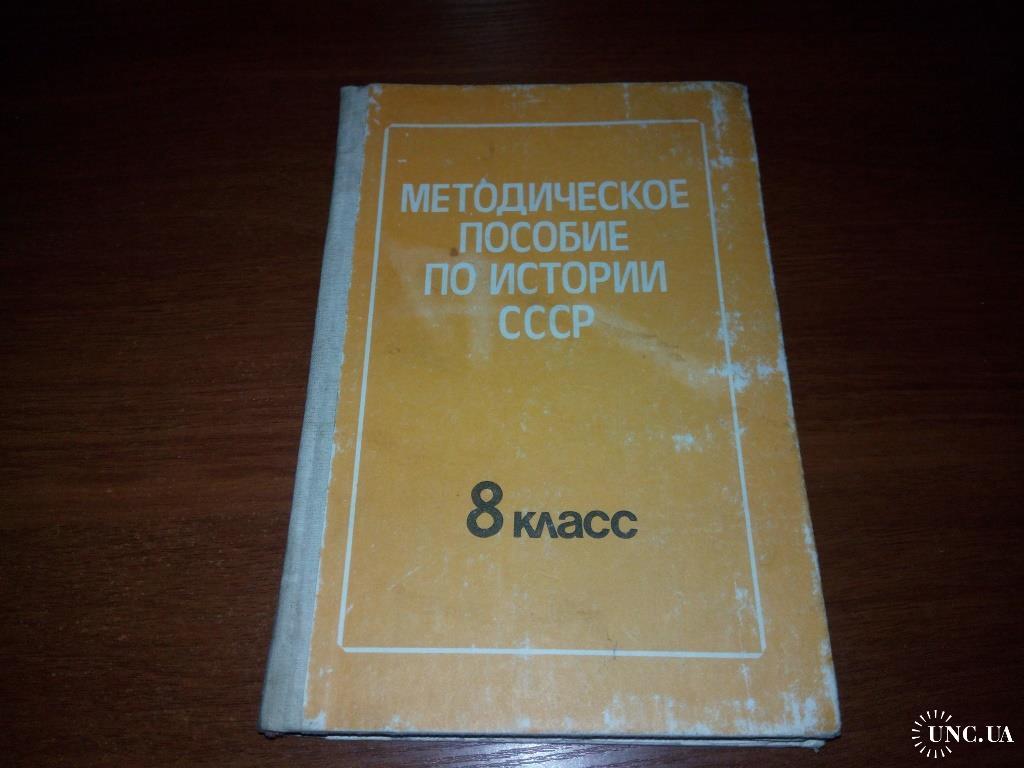 МЕТОДИЧЕСКОЕ
ПОСОБИЕ
ПО ИСТОРИИ
СССР
8 класс
UNC.UA